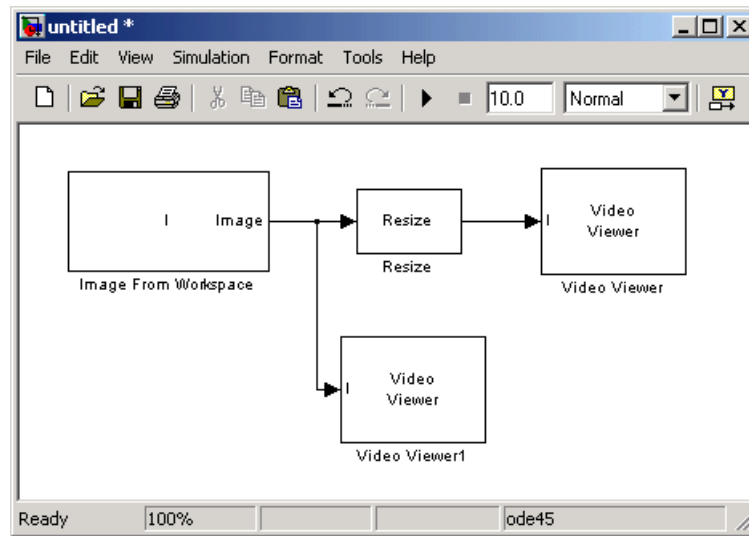 untitled *
File Edit View Simulation Format Tools Help
10.0 Normal
I Image
Image From Workspace
Resize
Resize
I Video
Viewer
Video Viewer
I Video
Viewer
Video Viewer1
Ready 100% ode45